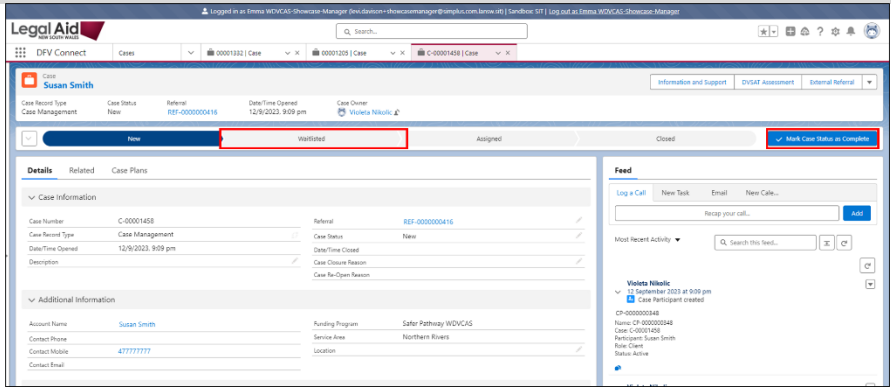 Logged in as Emma WDVCAS-Showcase-Manager (levi.davison+showcasemanager@simplus.com.lansw.sit) | Sandbox: SIT | Log out as Emma WDVCAS-Showcase-Manager
Legal Aid
NEW SOUTH WALES
Search...
DFV Connect
Cases
00001332 | Case
00001205 | Case
C-00001458 | Case
Case
Susan Smith
Information and Support
DVSAT Assessment
External Referral
Case Record Type
Case Status
Referral
Date/Time Opened
Case Owner
Case Management
New
REF-0000000416
12/9/2023, 9:09 pm
Violeta Nikolic
New
Waitlisted
Assigned
Closed
Mark Case Status as Complete
Details
Related
Case Plans
Case Information
Case Number
C-00001458
Referral
REF-0000000416
Case Record Type
Case Management
Case Status
New
Date/Time Opened
12/9/2023, 9:09 pm
Date/Time Closed
Description
Case Closure Reason
Case Re-Open Reason
Additional Information
Account Name
Susan Smith
Funding Program
Safer Pathway WDVCAS
Contact Phone
Service Area
Northern Rivers
Contact Mobile
477777777
Location
Contact Email
Feed
Log a Call
New Task
Email
New Cale...
Recap your call...
Add
Most Recent Activity
Search this feed...
Violeta Nikolic
12 September 2023 at 9:09 pm
Case Participant created
CP-0000000348
Name: CP-0000000348
Case: C-00001458
Participant: Susan Smith
Role: Client
Status: Active